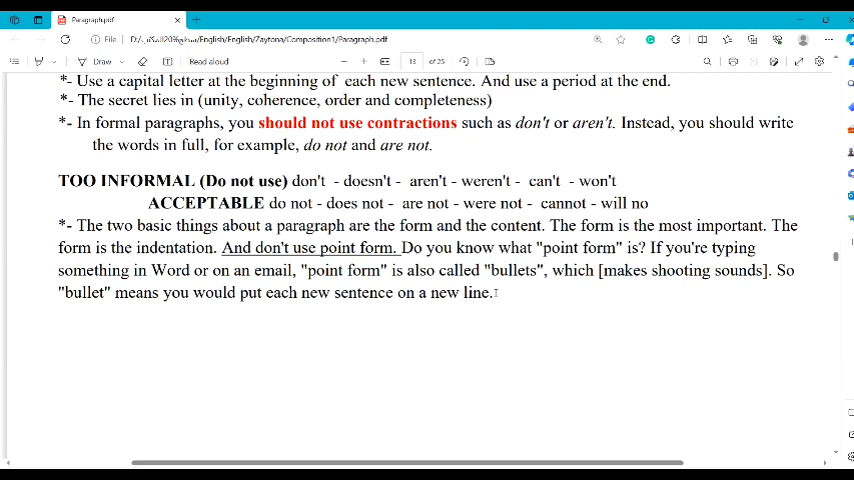 Paragraph.pdf
File D:/ /English/English/Zaytona/Composition1/Paragraph.pdf
Draw Read aloud 13 of 25
*- Use a capital letter at the beginning of each new sentence. And use a period at the end.
*- The secret lies in (unity, coherence, order and completeness)
*- In formal paragraphs, you should not use contractions such as don't or aren't. Instead, you should write
the words in full, for example, do not and are not.
TOO INFORMAL (Do not use) don't - doesn't - aren't - weren't - can't - won't
ACCEPTABLE do not - does not - are not - were not - cannot - will no
*- The two basic things about a paragraph are the form and the content. The form is the most important. The
form is the indentation. And don't use point form. Do you know what "point form" is? If you're typing
something in Word or on an email, "point form" is also called "bullets", which [makes shooting sounds]. So
"bullet" means you would put each new sentence on a new line.